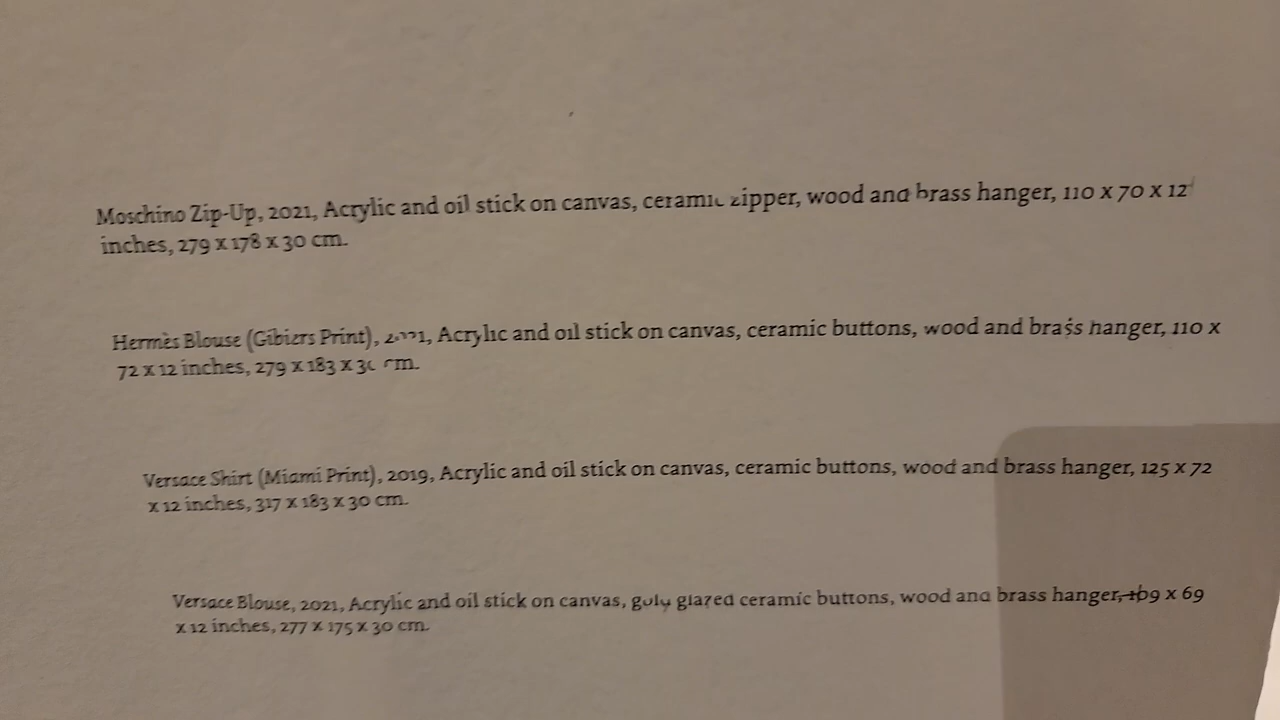 Moschino Zip-Up, 2021, Acrylic and oil stick on canvas, ceramic zipper, wood and brass hanger, 110 x 70 x 12
inches, 279 x 178 x 30 cm.
Hermès Blouse (Gibiers Print), Acrylic and oil stick on canvas, ceramic buttons, wood and brass hanger, 110 x
72 x 12 inches, 279 x 183 x cm.
Versace Shirt (Miami Print), 2019, Acrylic and oil stick on canvas, ceramic buttons, wood and brass hanger, 125 x 72
x 12 inches, 317 x 183 x 30 cm.
Versace Blouse, 2021, Acrylic and oil stick on canvas, glazed ceramic buttons, wood and brass hanger, 109 x 69
x 12 inches, 277 x 175 x 30 cm.